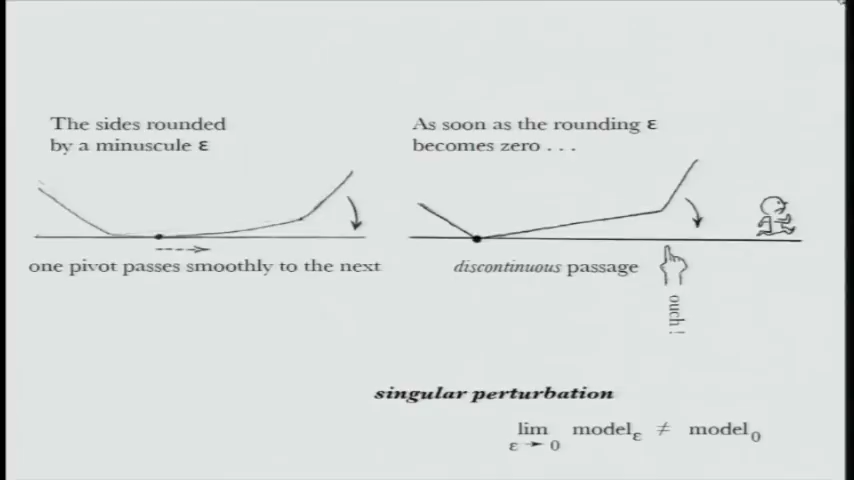 The sides rounded
by a minuscule ε
one pivot passes smoothly to the next
As soon as the rounding ε
becomes zero . . .
discontinuous passage
ouch!
singular perturbation
lim model_ε ≠ model_0
ε → 0